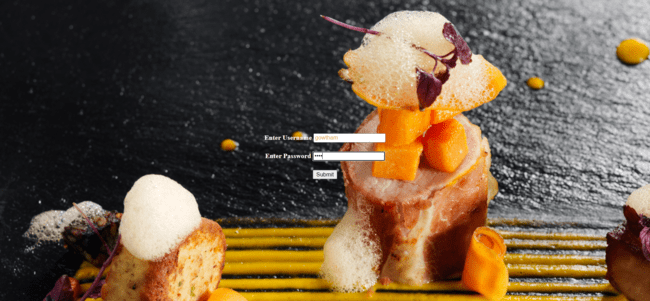 Enter Username
Enter Password ••••
Submit